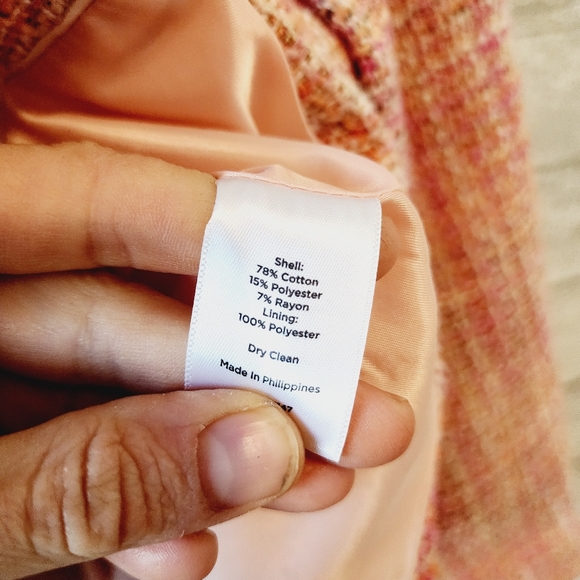 Shell:
78% Cotton
15% Polyester
7% Rayon
Lining:
100% Polyester
Dry Clean
Made In Philippines